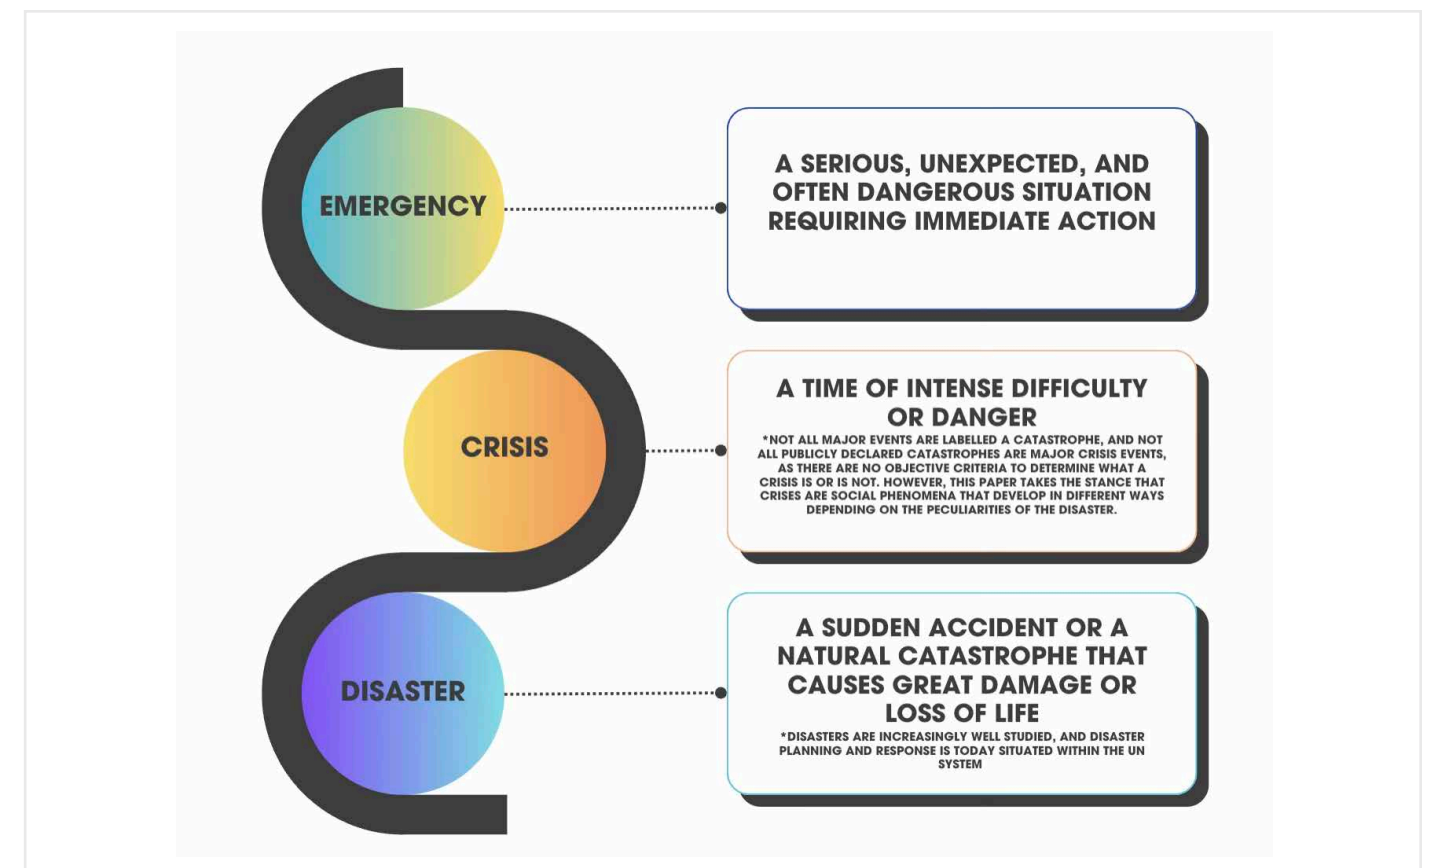 EMERGENCY
A SERIOUS, UNEXPECTED, AND
OFTEN DANGEROUS SITUATION
REQUIRING IMMEDIATE ACTION
CRISIS
A TIME OF INTENSE DIFFICULTY
OR DANGER
*NOT ALL MAJOR EVENTS ARE LABELLED A CATASTROPHE, AND NOT
ALL PUBLICLY DECLARED CATASTROPHES ARE MAJOR CRISIS EVENTS,
AS THERE ARE NO OBJECTIVE CRITERIA TO DETERMINE WHAT A
CRISIS IS OR IS NOT. HOWEVER, THIS PAPER TAKES THE STANCE THAT
CRISES ARE SOCIAL PHENOMENA THAT DEVELOP IN DIFFERENT WAYS
DEPENDING ON THE PECULIARITIES OF THE DISASTER.
DISASTER
A SUDDEN ACCIDENT OR A
NATURAL CATASTROPHE THAT
CAUSES GREAT DAMAGE OR
LOSS OF LIFE
*DISASTERS ARE INCREASINGLY WELL STUDIED, AND DISASTER
PLANNING AND RESPONSE IS TODAY SITUATED WITHIN THE UN
SYSTEM